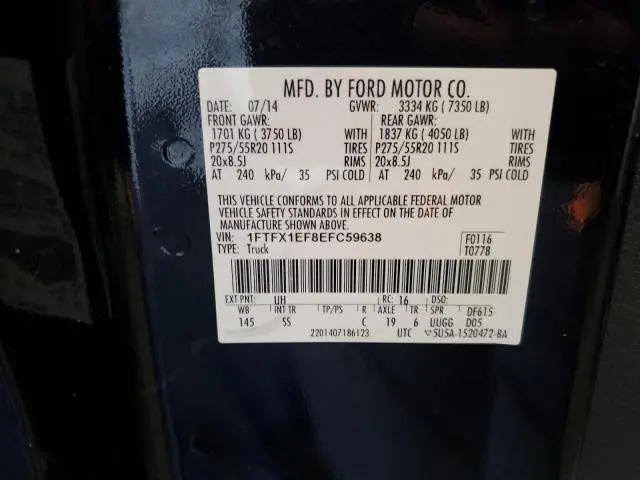 MFD. BY FORD MOTOR CO.
DATE: 07/14 GVWR: 3334 KG ( 7350 LB)
FRONT GAWR: REAR GAWR:
1701 KG ( 3750 LB) WITH 1837 KG ( 4050 LB) WITH
P275/55R20 111S TIRES P275/55R20 111S TIRES
20x8.5J RIMS 20x8.5J RIMS
AT 240 kPa/ 35 PSI COLD AT 240 kPa/ 35 PSI COLD
THIS VEHICLE CONFORMS TO ALL APPLICABLE FEDERAL MOTOR
VEHICLE SAFETY STANDARDS IN EFFECT ON THE DATE OF
MANUFACTURE SHOWN ABOVE.
VIN: 1FTFX1EF8EFC59638 F0116
TYPE: Truck T0778
EXT PNT: UH RC: 16 DSO:
WB INT TR TP/PS R AXLE TR SPR DF615
145 SS C 19 6 UUGG D05
2201407186123 UTC 5U5A-1520472-BA